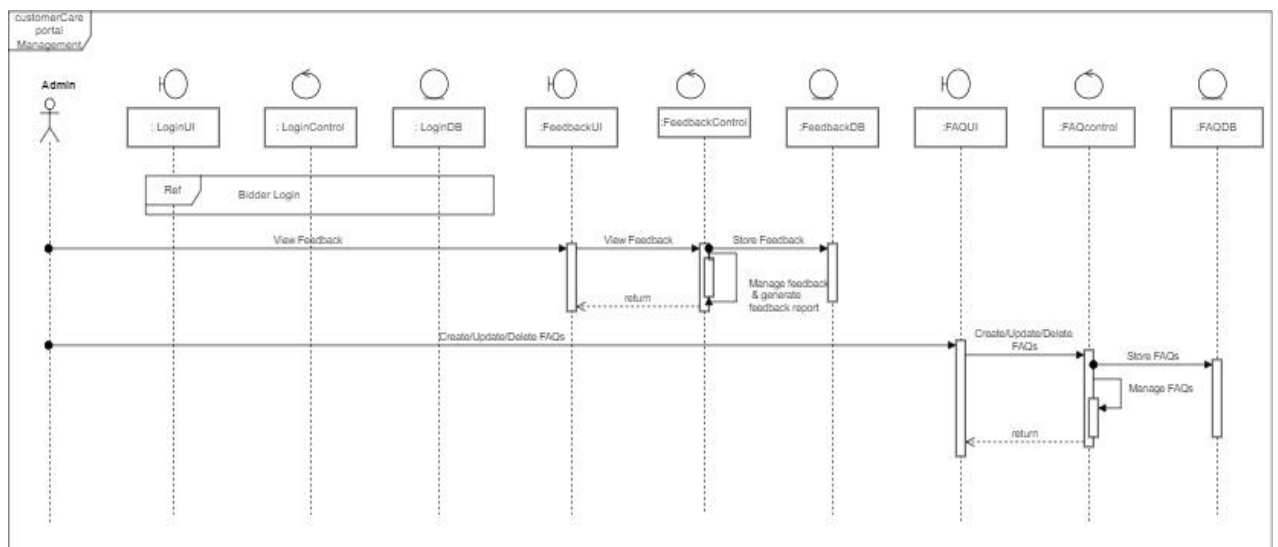 customerCare
portal
Management
Admin
: LoginUI
: LoginControl
: LoginDB
:FeedbackUI
:FeedbackControl
:FeedbackDB
:FAQUI
:FAQcontrol
:FAQDB
Ref
Bidder Login
View Feedback
View Feedback
Store Feedback
Manage feedback
& generate
feedback report
return
Create/Update/Delete FAQs
Create/Update/Delete
FAQs
Store FAQs
Manage FAQs
return